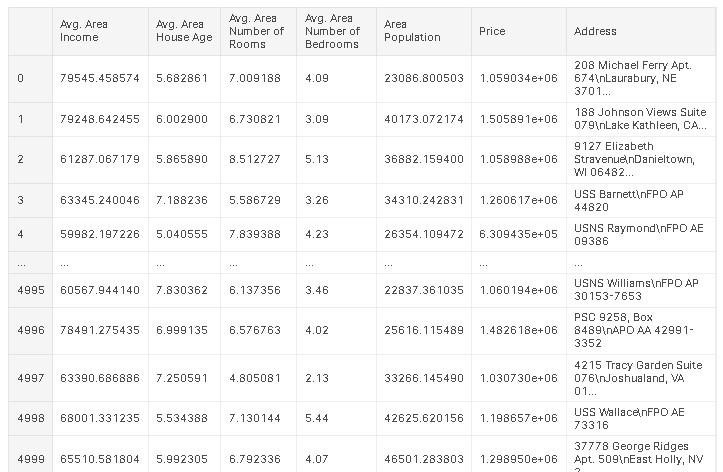 Avg. Area Income Avg. Area House Age Avg. Area Number of Rooms Avg. Area Number of Bedrooms Area Population Price Address
0 79545.458574 5.682861 7.009188 4.09 23086.800503 1.059034e+06 208 Michael Ferry Apt.
674\nLaurabury, NE
3701...
1 79248.642455 6.002900 6.730821 3.09 40173.072174 1.505891e+06 188 Johnson Views Suite
079\nLake Kathleen, CA...
2 61287.067179 5.865890 8.512727 5.13 36882.159400 1.058988e+06 9127 Elizabeth
Stravenue\nDanieltown,
WI 06482...
3 63345.240046 7.188236 5.586729 3.26 34310.242831 1.260617e+06 USS Barnett\nFPO AP
44820
4 59982.197226 5.040555 7.839388 4.23 26354.109472 6.309435e+05 USNS Raymond\nFPO AE
09386
... ... ... ... ... ... ... ...
4995 60567.944140 7.830362 6.137356 3.46 22837.361035 1.060194e+06 USNS Williams\nFPO AP
30153-7653
4996 78491.275435 6.999135 6.576763 4.02 25616.115489 1.482618e+06 PSC 9258, Box
8489\nAPO AA 42991-
3352
4997 63390.686886 7.250591 4.805081 2.13 33266.145490 1.030730e+06 4215 Tracy Garden Suite
076\nJoshualand, VA
01...
4998 68001.331235 5.534388 7.130144 5.44 42625.620156 1.198657e+06 USS Wallace\nFPO AE
73316
4999 65510.581804 5.992305 6.792336 4.07 46501.283803 1.298950e+06 37778 George Ridges
Apt. 509\nEast Holly, NV